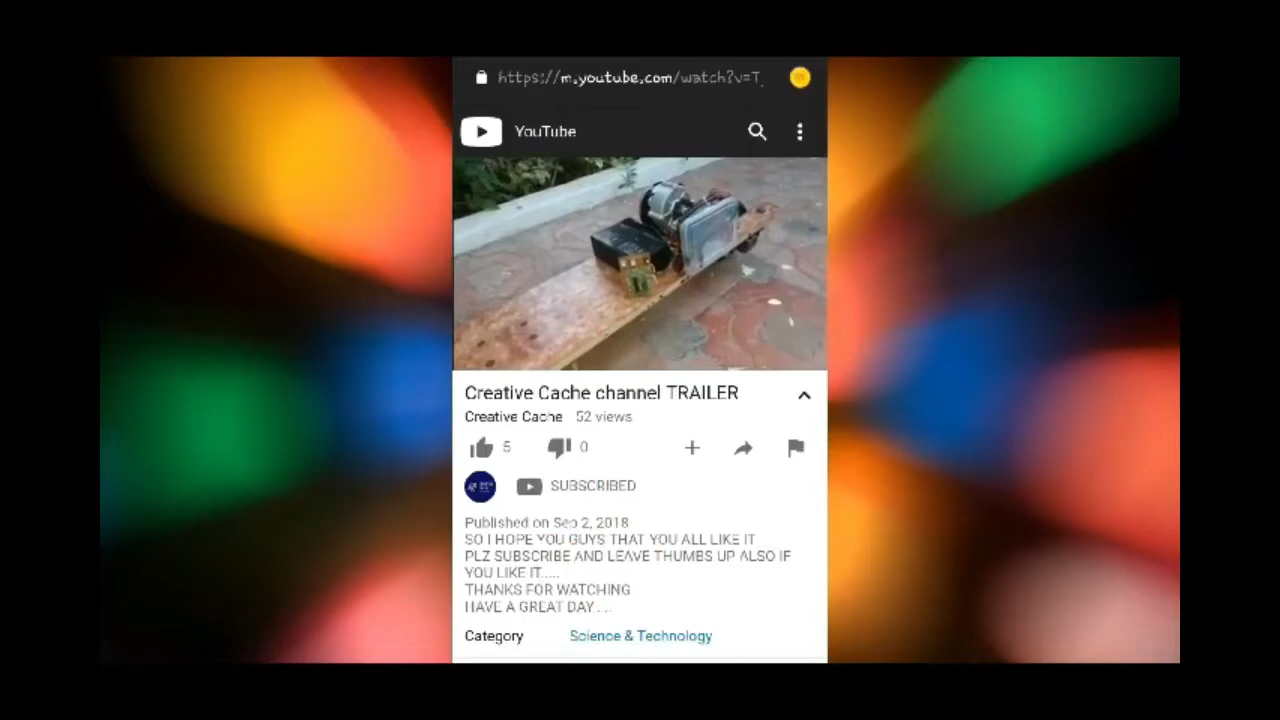 https://m.youtube.com/watch?v=T
YouTube
Creative Cache channel TRAILER
Creative Cache 52 views
5 0
SUBSCRIBED
Published on Sep 2, 2018
SO I HOPE YOU GUYS THAT YOU ALL LIKE IT
PLZ SUBSCRIBE AND LEAVE THUMBS UP ALSO IF
YOU LIKE IT.....
THANKS FOR WATCHING
HAVE A GREAT DAY . . .
Category Science & Technology